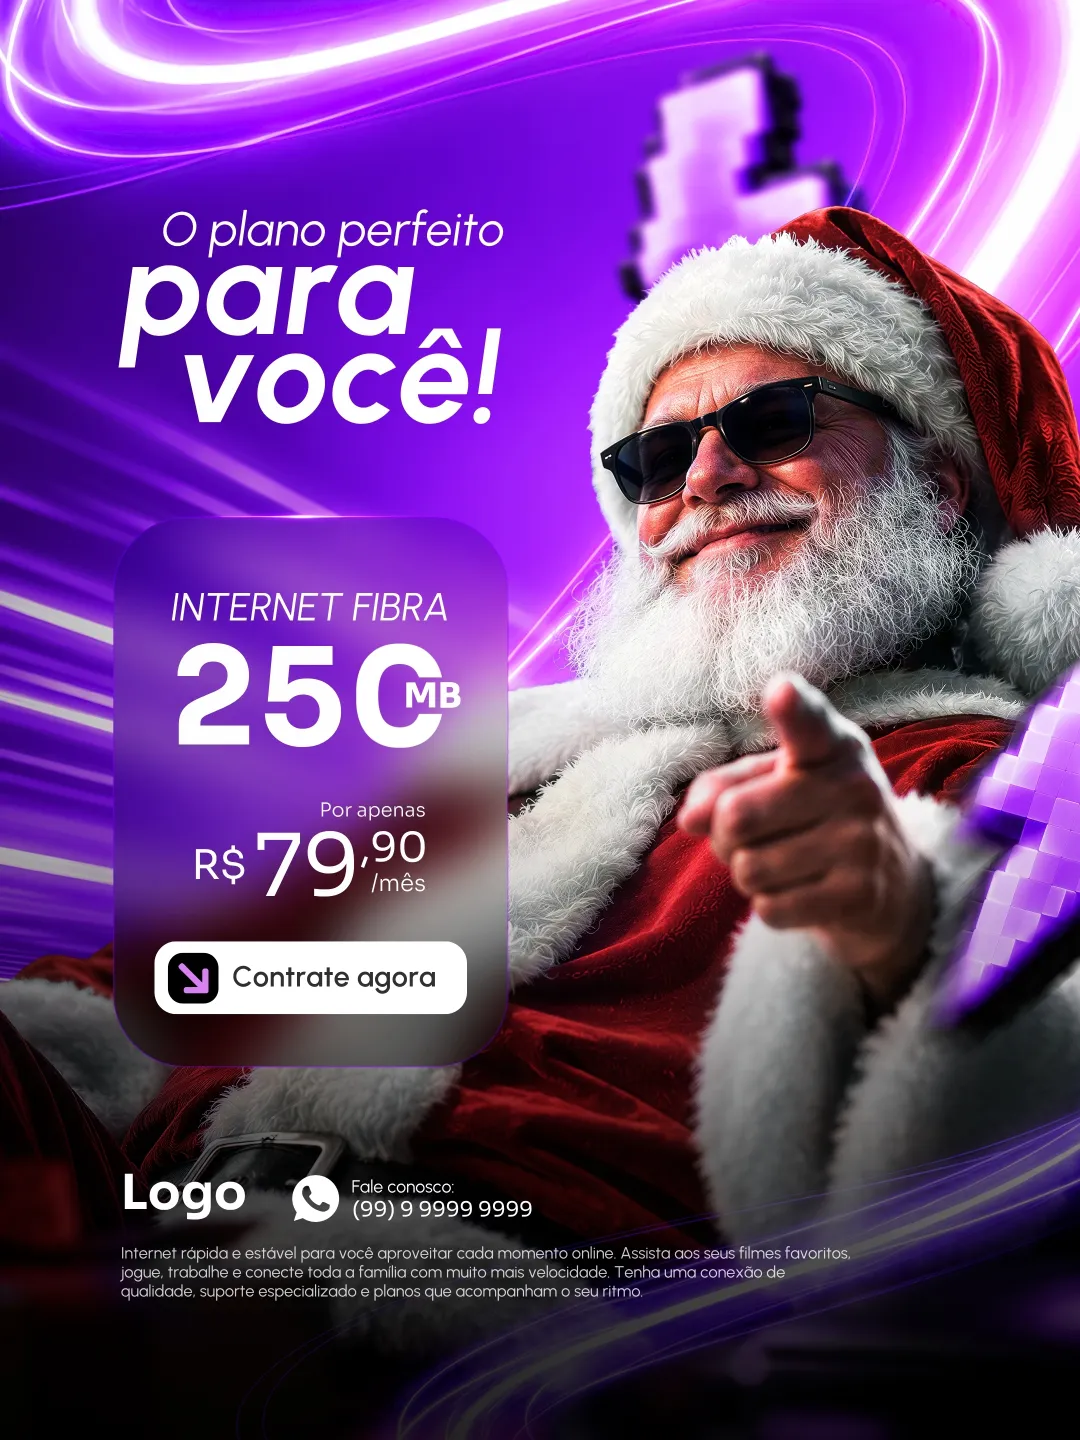 O plano perfeito
para
você!
INTERNET FIBRA
250MB
Por apenas
R$ 79,90
/mês
Contrate agora
Logo
Fale conosco:
(99) 9 9999 9999
Internet rápida e estável para você aproveitar cada momento online. Assista aos seus filmes favoritos,
jogue, trabalhe e conecte toda a família com muito mais velocidade. Tenha uma conexão de
qualidade, suporte especializado e planos que acompanham o seu ritmo.